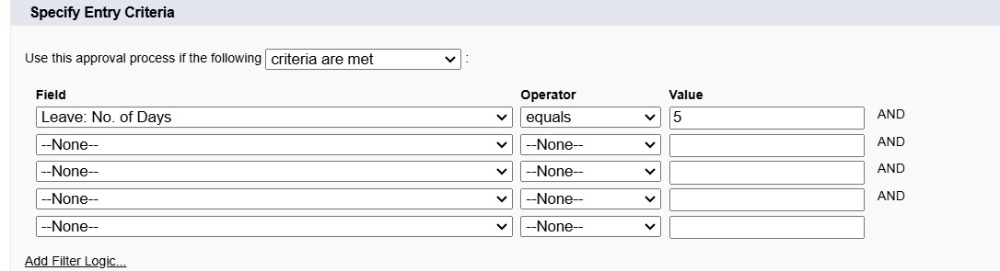 Specify Entry Criteria
Use this approval process if the following criteria are met :
Field Operator Value
Leave: No. of Days equals 5 AND
--None-- --None-- AND
--None-- --None-- AND
--None-- --None-- AND
--None-- --None--
Add Filter Logic...